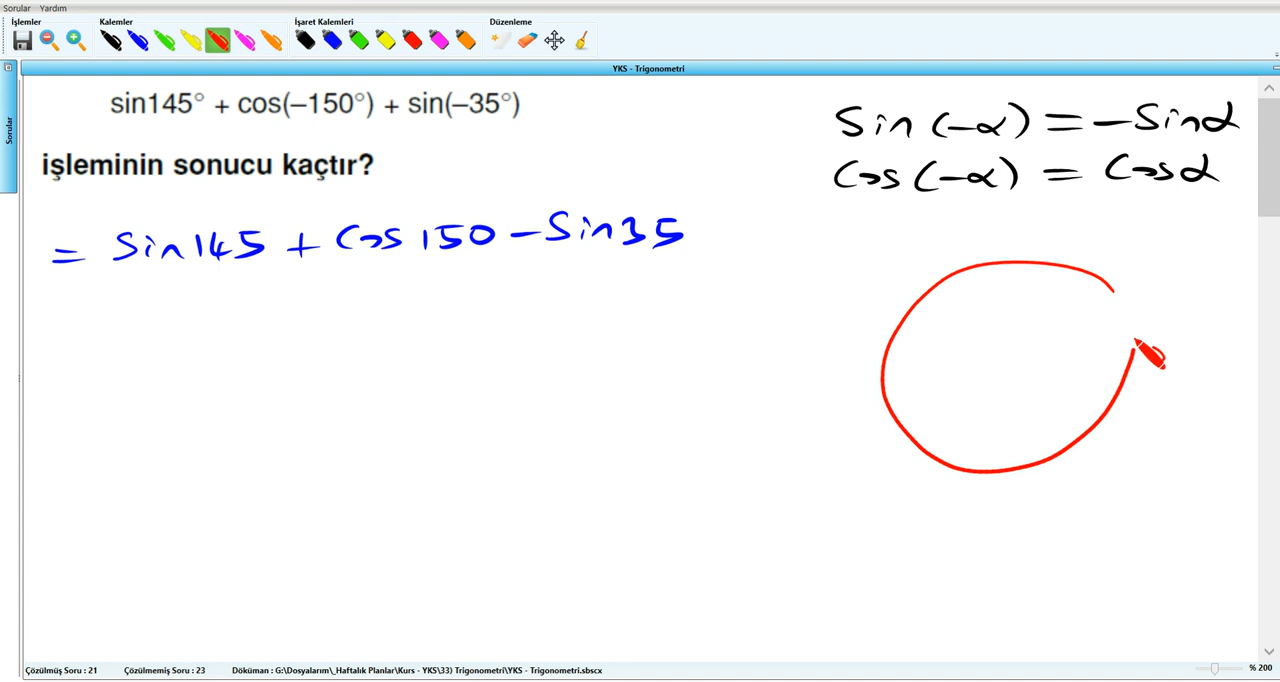 Sorular Yardım
İşlemler Kalemler İşaret Kalemleri Düzenleme
YKS - Trigonometri
Sorular
sin145° + cos(–150°) + sin(–35°)
işleminin sonucu kaçtır?
Sin(-α) = -Sinα
Cos(-α) = Cosα
= Sin145 + Cos150 - Sin35
Çözülmüş Soru : 21 Çözülmemiş Soru : 23 Döküman : G:\Dosyalarım\_Haftalık Planlar\Kurs - YKS\33) Trigonometri\YKS - Trigonometri.sbscx % 200